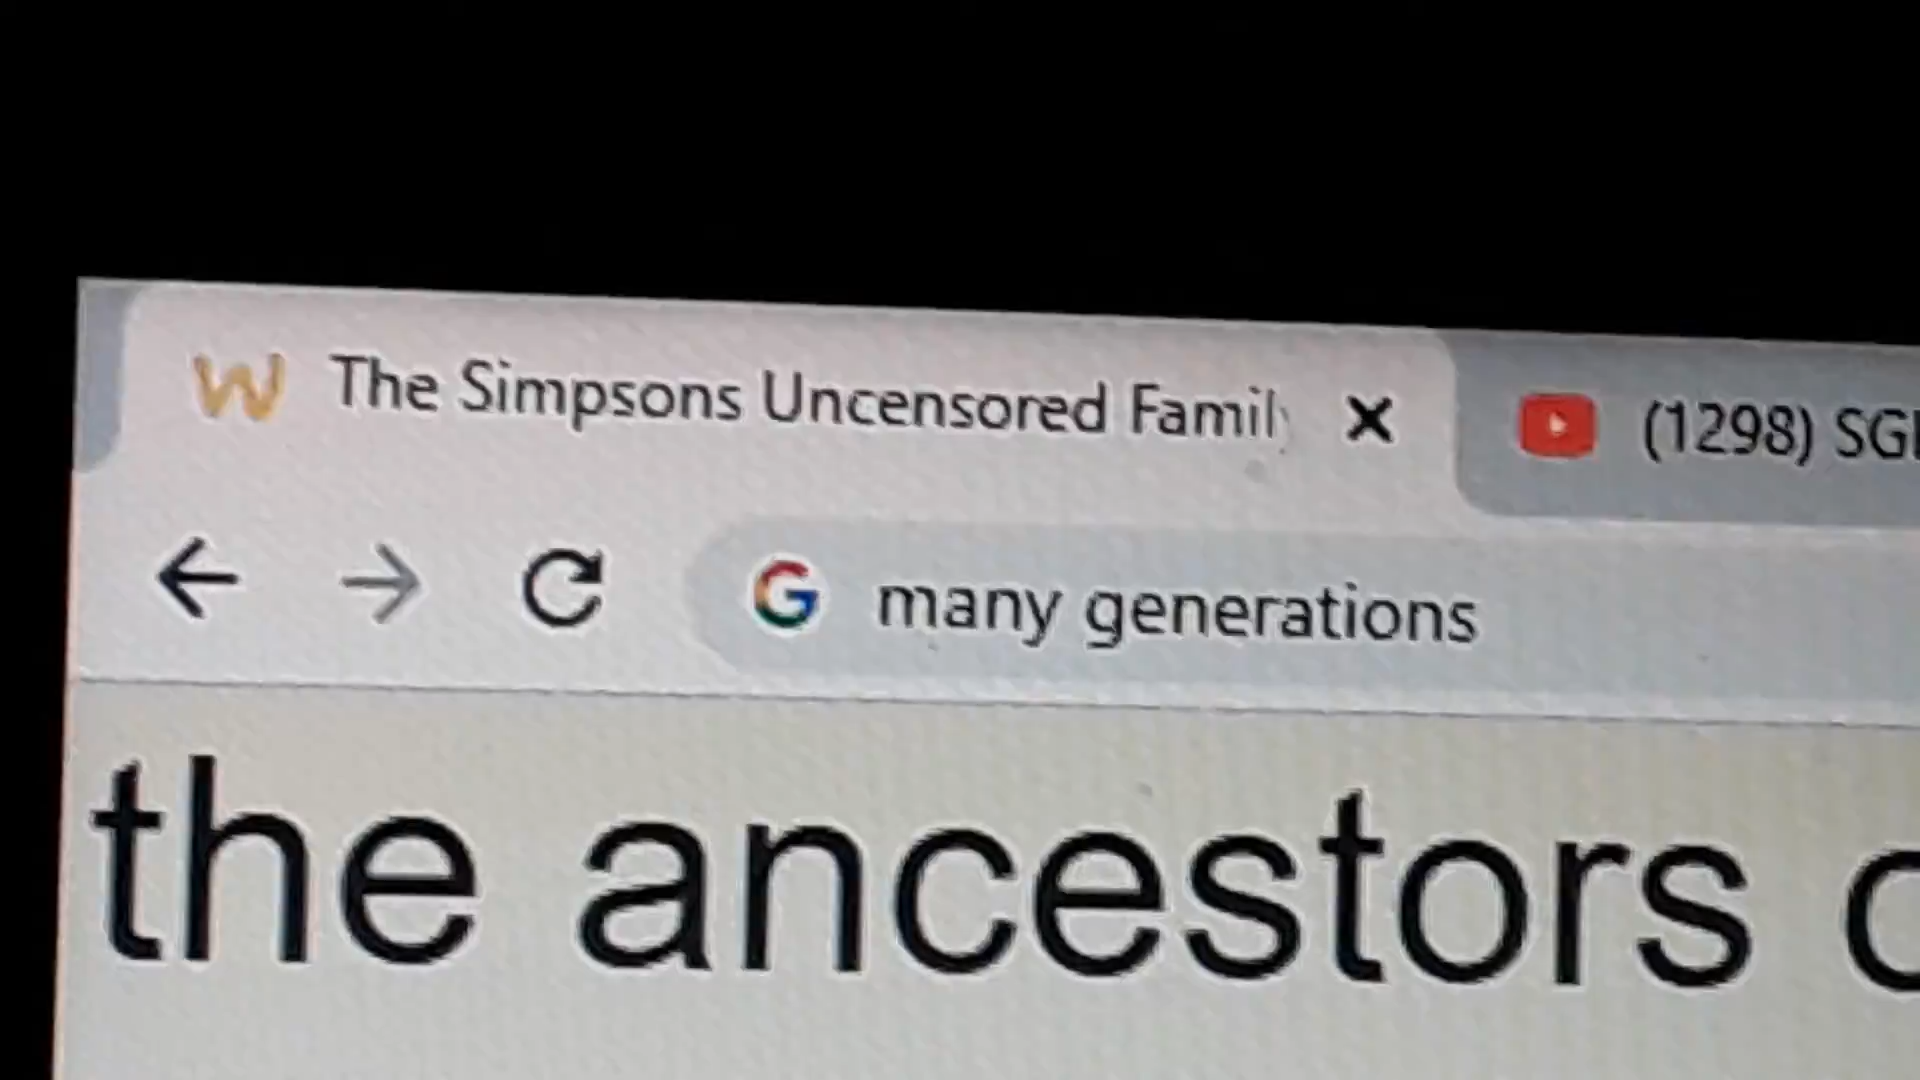 The Simpsons Uncensored Famil
(1298) SG
many generations
the ancestors